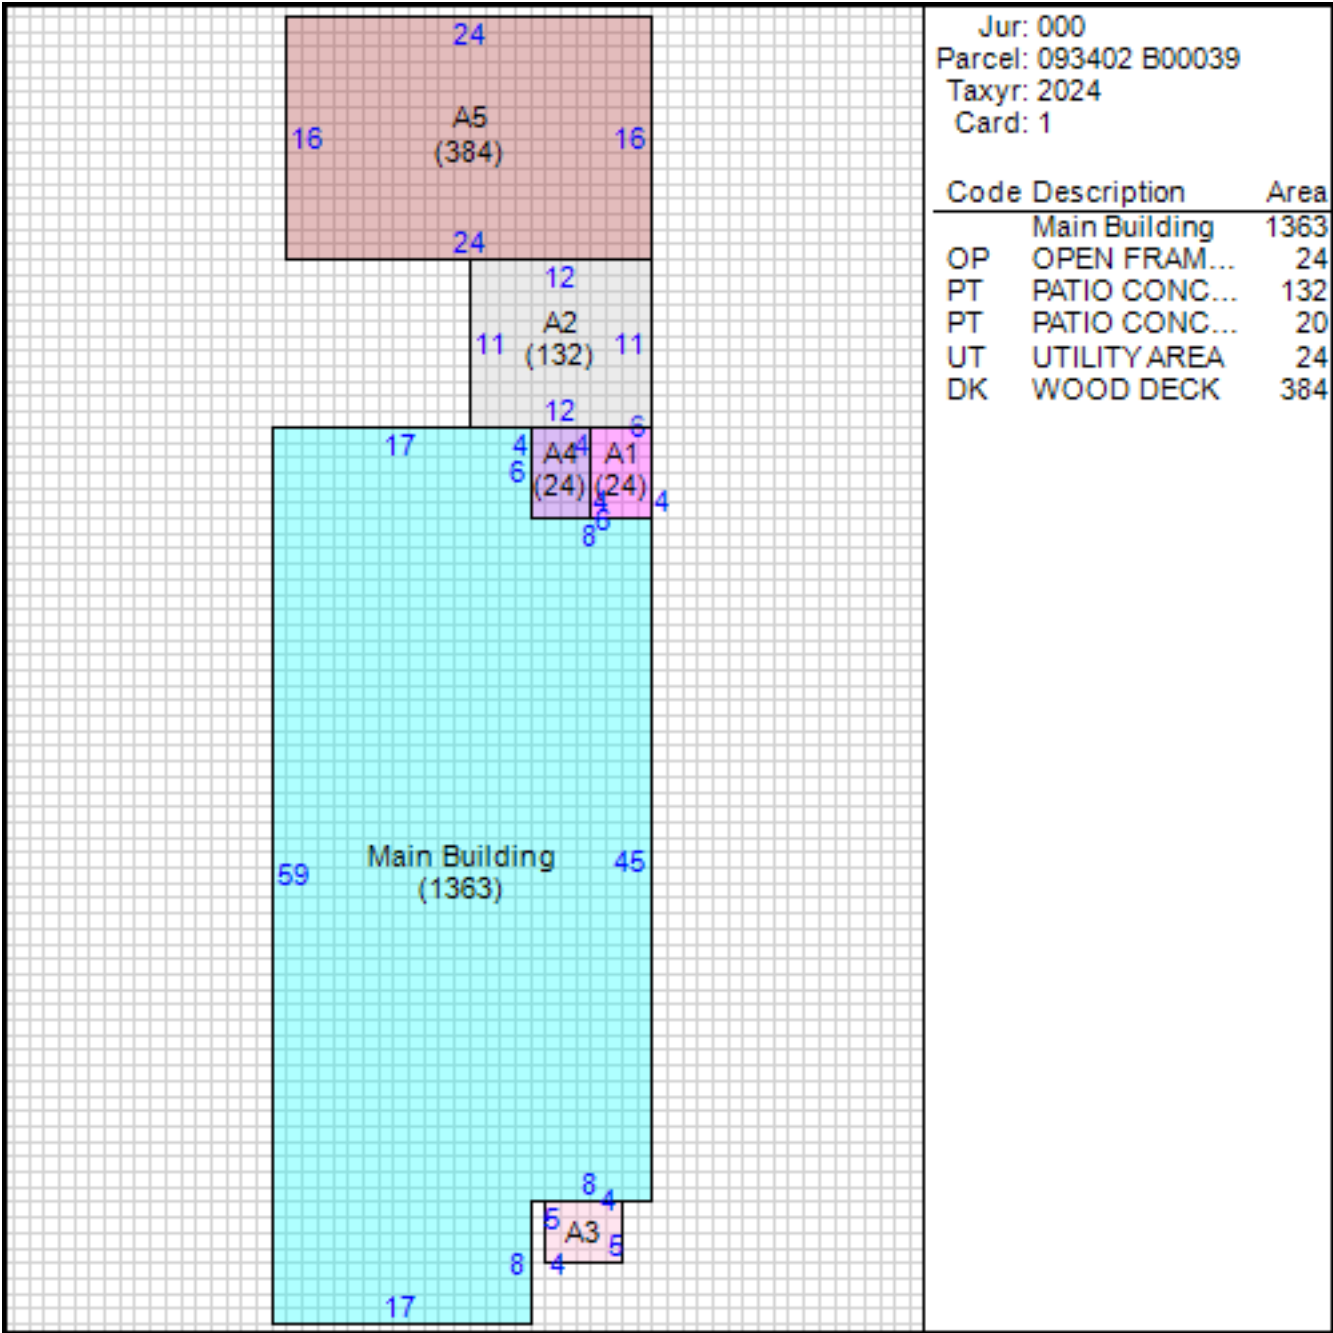 24
A5
16
16
(384)
24
12
A2
11
11
(132)
12
6
17
4
4
A4
A1
6
(24)
(24)
4
4
6
8
Main Building
59
45
(1363)
8
4
5
A3
5
8
4
17
Jur: 000
Parcel: 093402 B00039
Taxyr: 2024
Card: 1
Code Description Area
Main Building 1363
OP OPEN FRAM... 24
PT PATIO CONC... 132
PT PATIO CONC... 20
UT UTILITY AREA 24
DK WOOD DECK 384